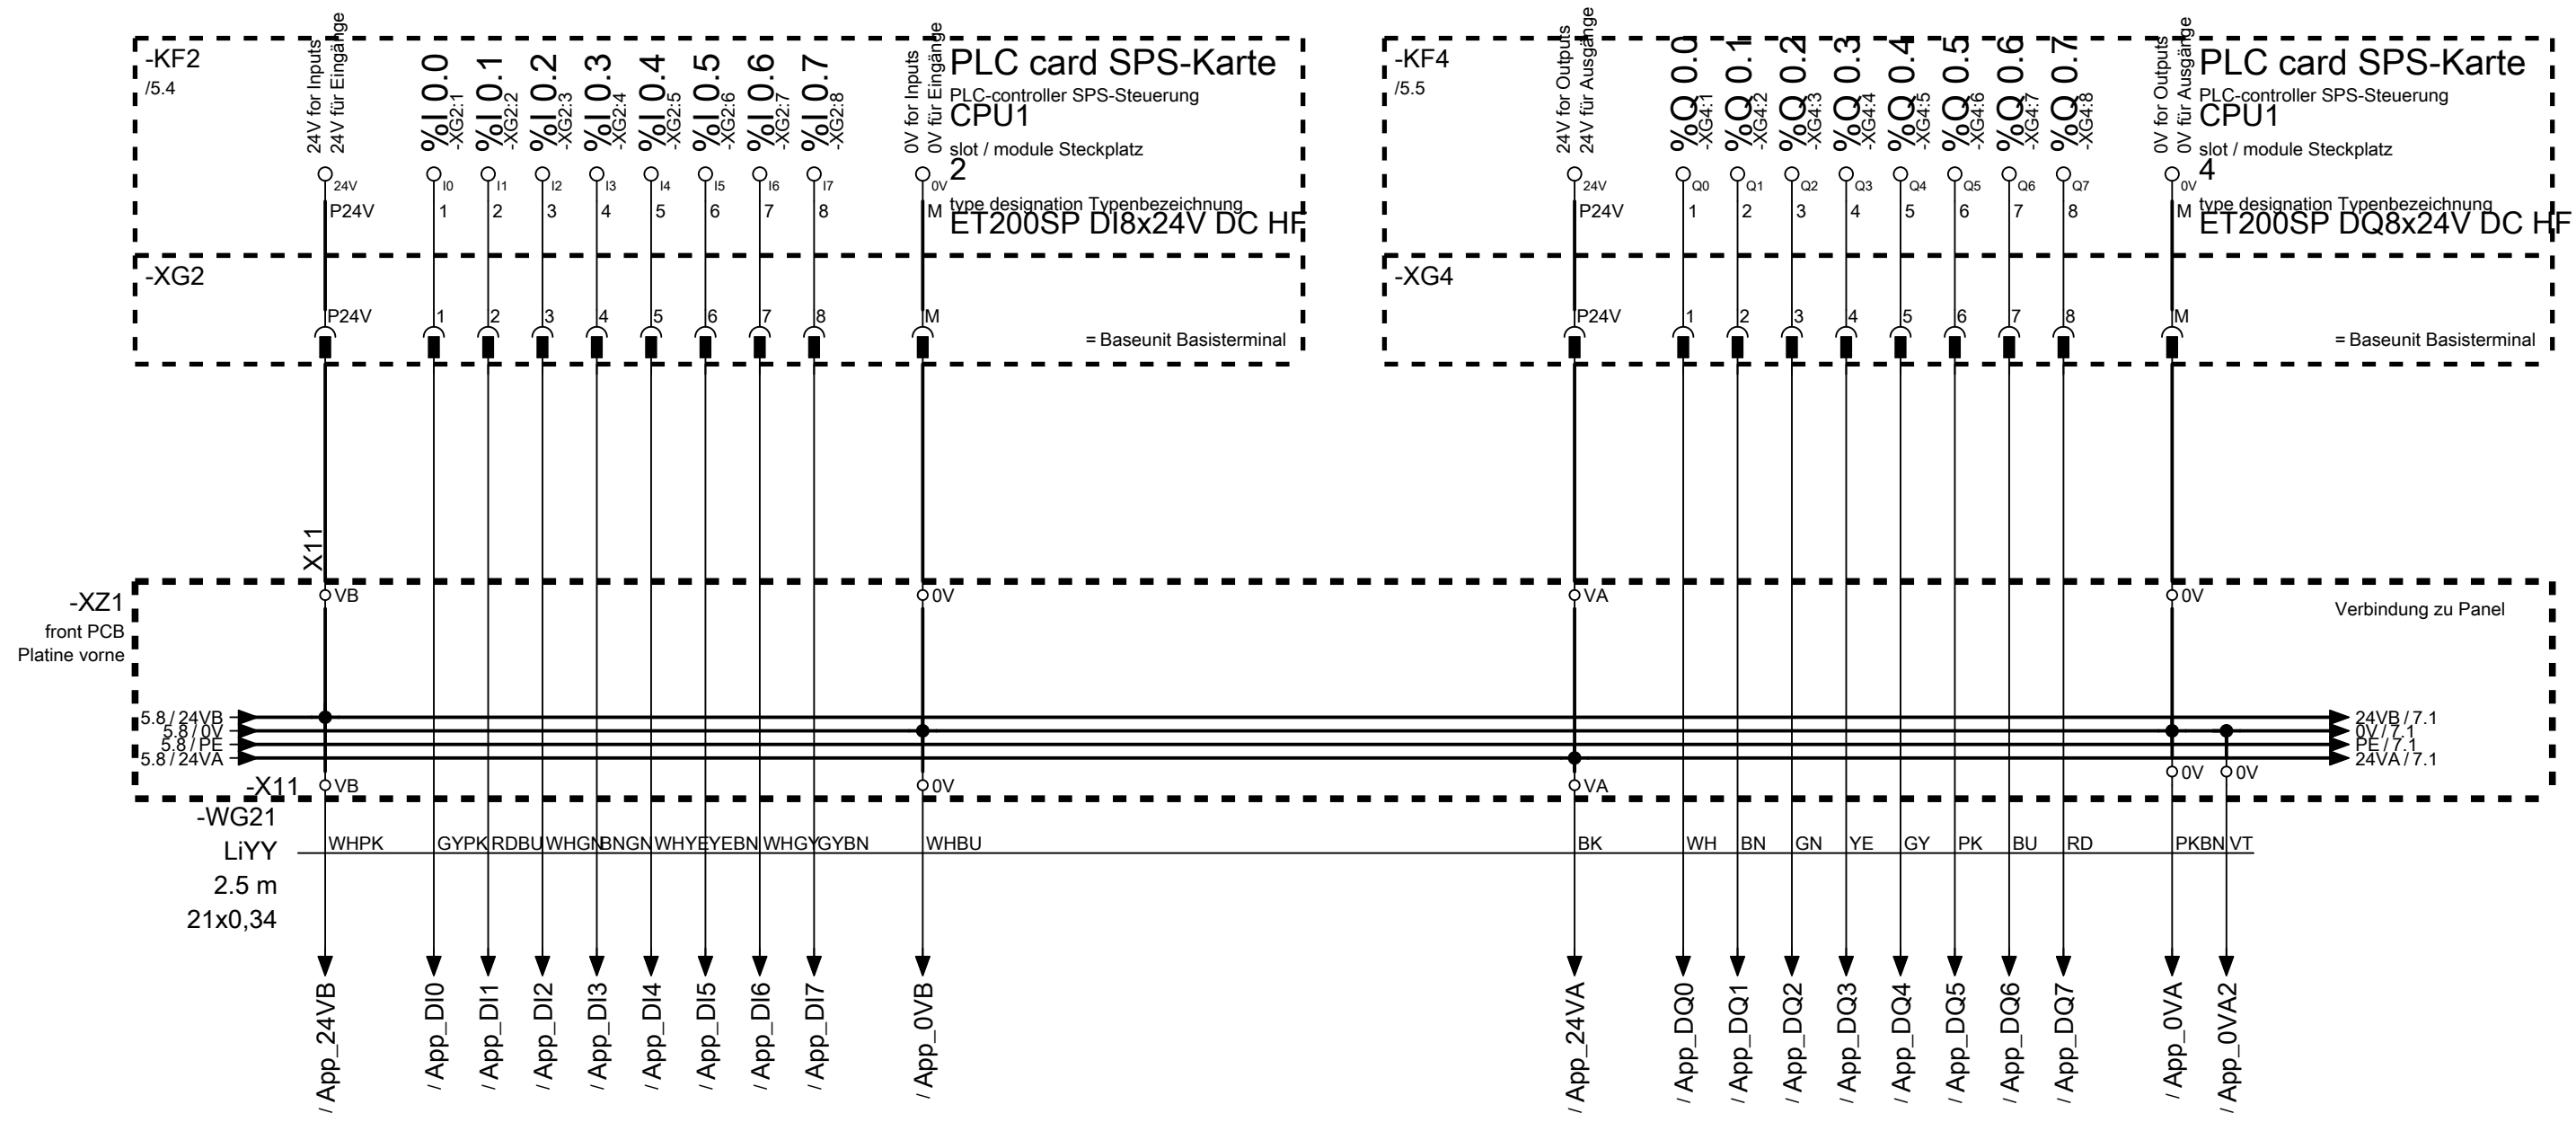 -KF2
/5.4
24V for Inputs
24V für Eingänge
%I 0.0
-XG2:1
%I 0.1
-XG2:2
%I 0.2
-XG2:3
%I 0.3
-XG2:4
%I 0.4
-XG2:5
%I 0.5
-XG2:6
%I 0.6
-XG2:7
%I 0.7
-XG2:8
0V for Inputs
0V für Eingänge
PLC card SPS-Karte
PLC-controller SPS-Steuerung
CPU1
slot / module Steckplatz
2
type designation Typenbezeichnung
ET200SP DI8x24V DC HF
24V I0 I1 I2 I3 I4 I5 I6 I7 0V
P24V 1 2 3 4 5 6 7 8 M
-XG2
P24V 1 2 3 4 5 6 7 8 M
= Baseunit Basisterminal
-KF4
/5.5
24V for Outputs
24V für Ausgänge
%Q 0.0
-XG4:1
%Q 0.1
-XG4:2
%Q 0.2
-XG4:3
%Q 0.3
-XG4:4
%Q 0.4
-XG4:5
%Q 0.5
-XG4:6
%Q 0.6
-XG4:7
%Q 0.7
-XG4:8
0V for Outputs
0V für Ausgänge
PLC card SPS-Karte
PLC-controller SPS-Steuerung
CPU1
slot / module Steckplatz
4
type designation Typenbezeichnung
ET200SP DQ8x24V DC HF
24V Q0 Q1 Q2 Q3 Q4 Q5 Q6 Q7 0V
P24V 1 2 3 4 5 6 7 8 M
-XG4
P24V 1 2 3 4 5 6 7 8 M
= Baseunit Basisterminal
X11
-XZ1
front PCB
Platine vorne
VB 0V VA 0V
Verbindung zu Panel
5.8 / 24VB
5.8 / 0V
5.8 / PE
5.8 / 24VA
24VB / 7.1
0V / 7.1
PE / 7.1
24VA / 7.1
-X11 VB 0V VA 0V 0V
-WG21
LiYY
2.5 m
21x0,34
WHPK GYPK RDBU WHGN BNGN WHYE YEBN WHGY GYBN WHBU BK WH BN GN YE GY PK BU RD PKBN VT
/ App_24VB
/ App_DI0
/ App_DI1
/ App_DI2
/ App_DI3
/ App_DI4
/ App_DI5
/ App_DI6
/ App_DI7
/ App_0VB
/ App_24VA
/ App_DQ0
/ App_DQ1
/ App_DQ2
/ App_DQ3
/ App_DQ4
/ App_DQ5
/ App_DQ6
/ App_DQ7
/ App_0VA
/ App_0VA2